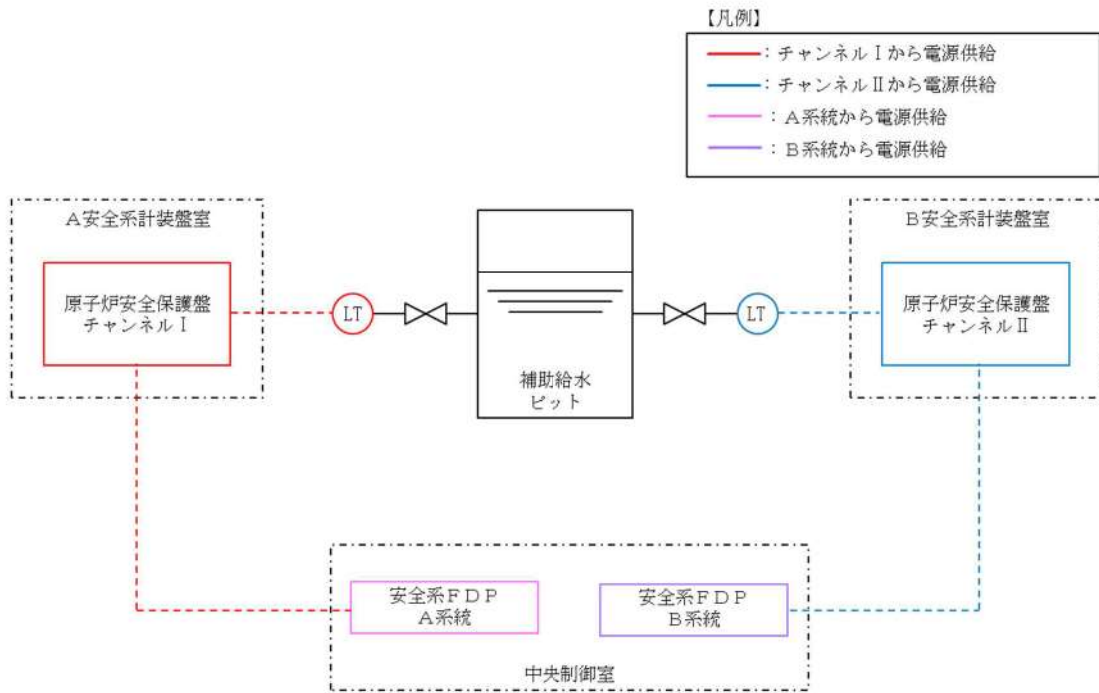 【凡例】
：チャンネルⅠから電源供給
：チャンネルⅡから電源供給
：A系統から電源供給
：B系統から電源供給
A安全系計装盤室
原子炉安全保護盤
チャンネルⅠ
LT
補助給水
ピット
LT
B安全系計装盤室
原子炉安全保護盤
チャンネルⅡ
安全系FDP
A系統
安全系FDP
B系統
中央制御室